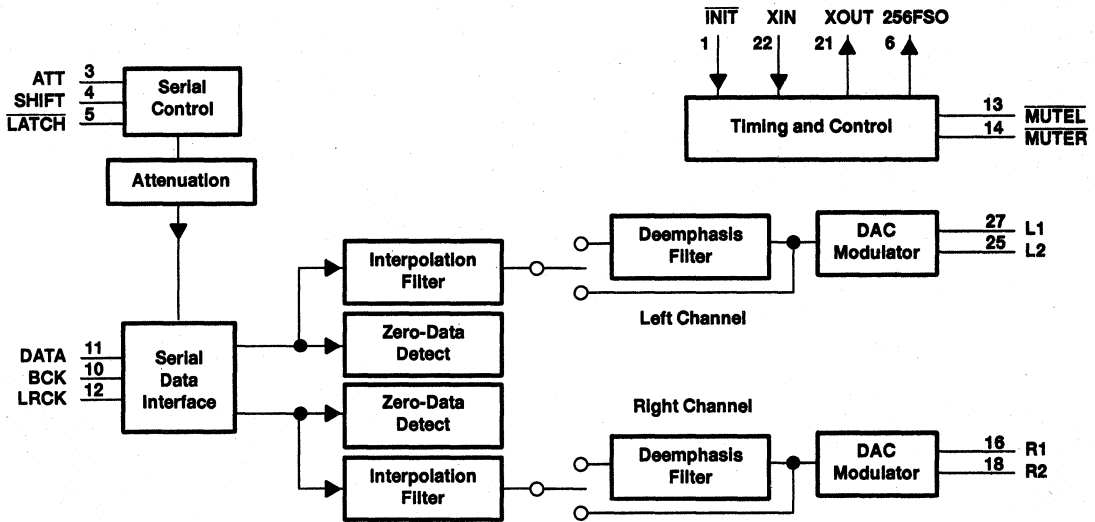 INIT XIN XOUT 256FSO
1 22 21 6
ATT 3
SHIFT 4
LATCH 5
Serial
Control
Timing and Control
13 MUTEL
14 MUTER
Attenuation
Interpolation
Filter
Deemphasis
Filter
DAC
Modulator
27 L1
25 L2
Left Channel
Zero-Data
Detect
DATA 11
BCK 10
LRCK 12
Serial
Data
Interface
Zero-Data
Detect
Right Channel
Interpolation
Filter
Deemphasis
Filter
DAC
Modulator
16 R1
18 R2